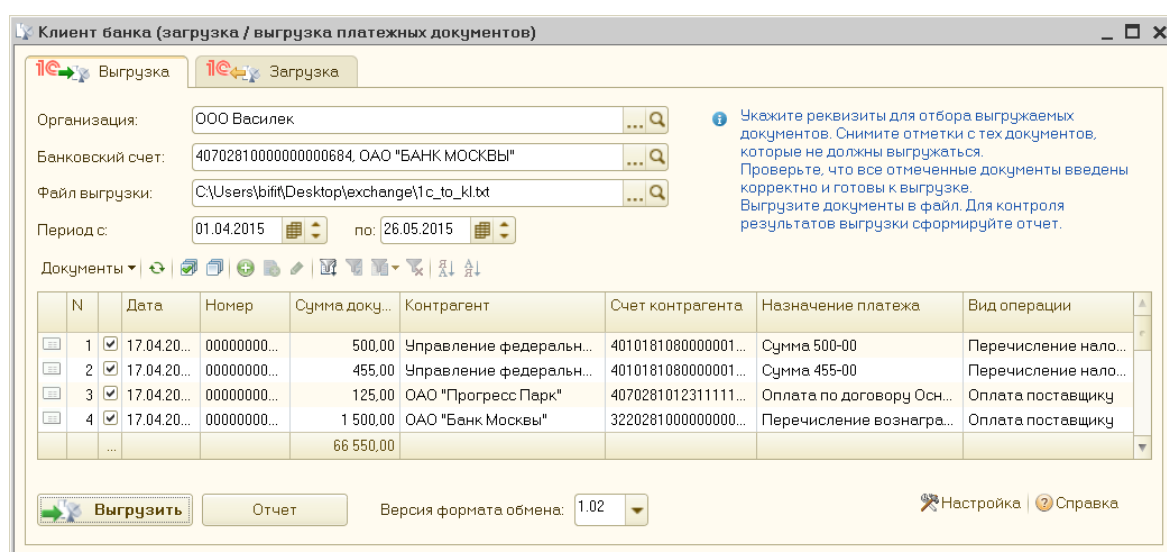 Клиент банка (загрузка / выгрузка платежных документов)
1С Выгрузка 1С Загрузка
Организация: ООО Василек ...
Банковский счет: 40702810000000000684, ОАО "БАНК МОСКВЫ" ...
Файл выгрузки: C:\Users\bifit\Desktop\exchange\1c_to_kl.txt ...
Период с: 01.04.2015 по: 26.05.2015
Укажите реквизиты для отбора выгружаемых
документов. Снимите отметки с тех документов,
которые не должны выгружаться.
Проверьте, что все отмеченные документы введены
корректно и готовы к выгрузке.
Выгрузите документы в файл. Для контроля
результатов выгрузки сформируйте отчет.
Документы
N Дата Номер Сумма доку... Контрагент Счет контрагента Назначение платежа Вид операции
1 17.04.20... 00000000... 500,00 Управление федеральн... 4010181080000001... Сумма 500-00 Перечисление нало...
2 17.04.20... 00000000... 455,00 Управление федеральн... 4010181080000001... Сумма 455-00 Перечисление нало...
3 17.04.20... 00000000... 125,00 ОАО "Прогресс Парк" 4070281012311111... Оплата по договору Осн... Оплата поставщику
4 17.04.20... 00000000... 1 500,00 ОАО "Банк Москвы" 3220281000000000... Перечисление вознагра... Оплата поставщику
... 66 550,00
Выгрузить Отчет Версия формата обмена: 1.02 Настройка Справка